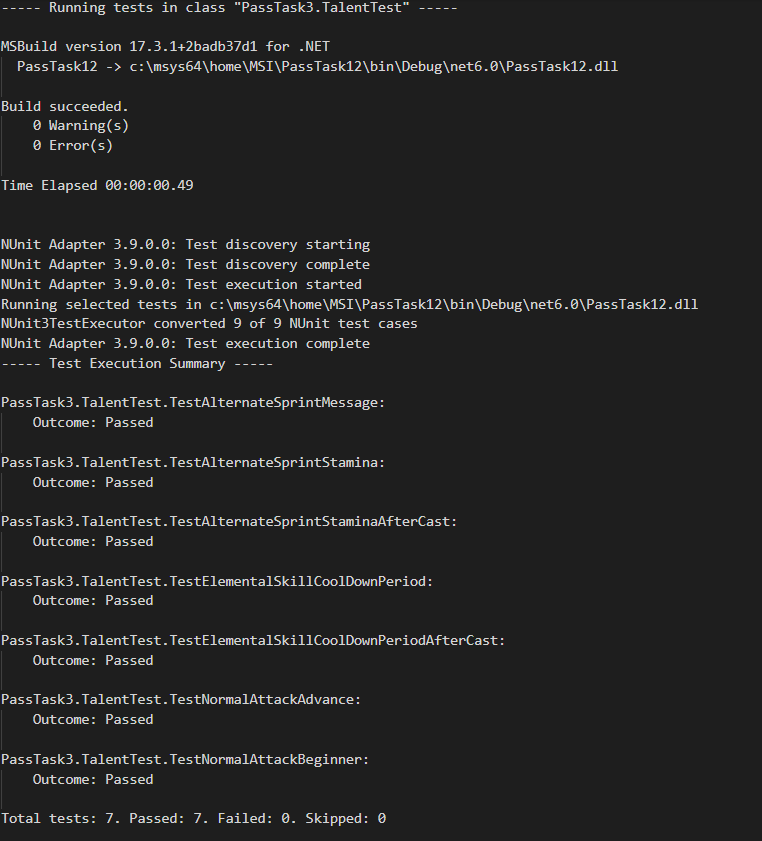 ----- Running tests in class "PassTask3.TalentTest" -----
MSBuild version 17.3.1+2badb37d1 for .NET
PassTask12 -> c:\msys64\home\MSI\PassTask12\bin\Debug\net6.0\PassTask12.dll
Build succeeded.
0 Warning(s)
0 Error(s)
Time Elapsed 00:00:00.49
NUnit Adapter 3.9.0.0: Test discovery starting
NUnit Adapter 3.9.0.0: Test discovery complete
NUnit Adapter 3.9.0.0: Test execution started
Running selected tests in c:\msys64\home\MSI\PassTask12\bin\Debug\net6.0\PassTask12.dll
NUnit3TestExecutor converted 9 of 9 NUnit test cases
NUnit Adapter 3.9.0.0: Test execution complete
----- Test Execution Summary -----
PassTask3.TalentTest.TestAlternateSprintMessage:
Outcome: Passed
PassTask3.TalentTest.TestAlternateSprintStamina:
Outcome: Passed
PassTask3.TalentTest.TestAlternateSprintStaminaAfterCast:
Outcome: Passed
PassTask3.TalentTest.TestElementalSkillCoolDownPeriod:
Outcome: Passed
PassTask3.TalentTest.TestElementalSkillCoolDownPeriodAfterCast:
Outcome: Passed
PassTask3.TalentTest.TestNormalAttackAdvance:
Outcome: Passed
PassTask3.TalentTest.TestNormalAttackBeginner:
Outcome: Passed
Total tests: 7. Passed: 7. Failed: 0. Skipped: 0